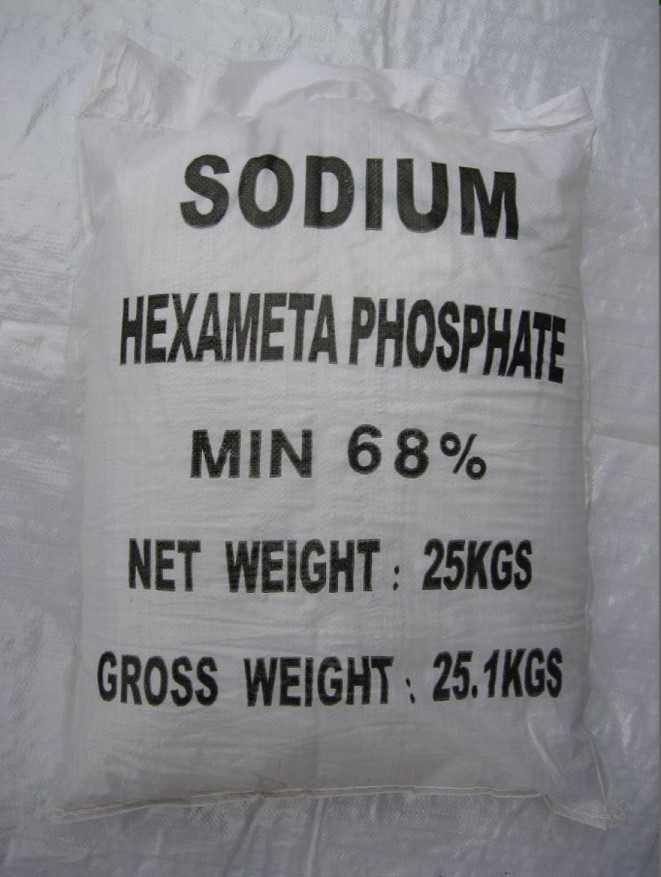 SODIUM
HEXAMETA PHOSPHATE
MIN 68%
NET WEIGHT : 25KGS
GROSS WEIGHT : 25.1KGS